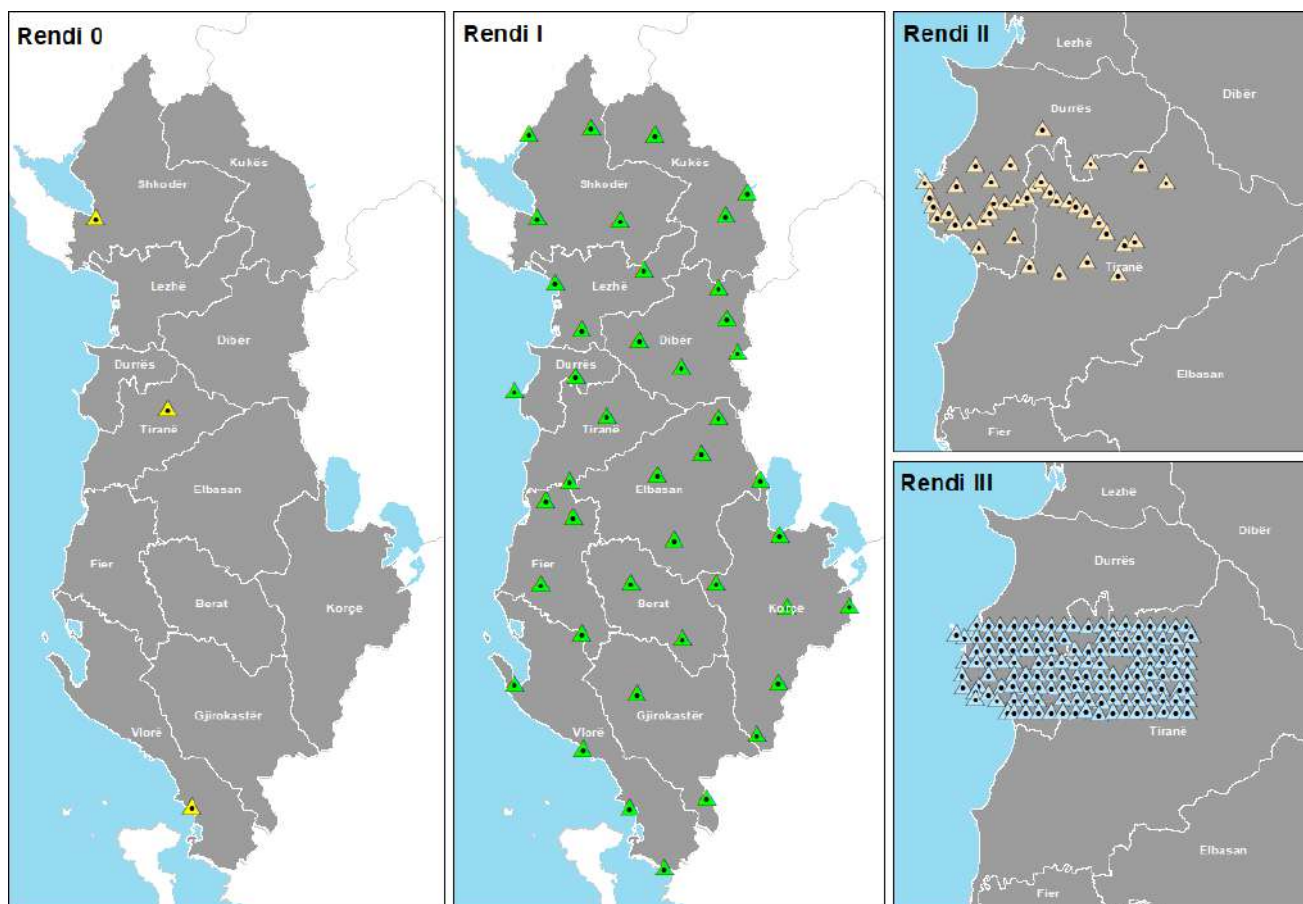 Rendi 0
Shkodër
Kukës
Lezhë
Dibër
Durrës
Tiranë
Elbasan
Fier
Berat
Korçë
Gjirokastër
Vlorë
Rendi I
Kukës
Shkodër
Lezhë
Dibër
Durrës
Tiranë
Elbasan
Fier
Berat
Korçë
Gjirokastër
Vlorë
Rendi II
Lezhë
Dibër
Durrës
Tiranë
Elbasan
Fier
Rendi III
Lezhë
Dibër
Durrës
Tiranë
Elbasan
Fier